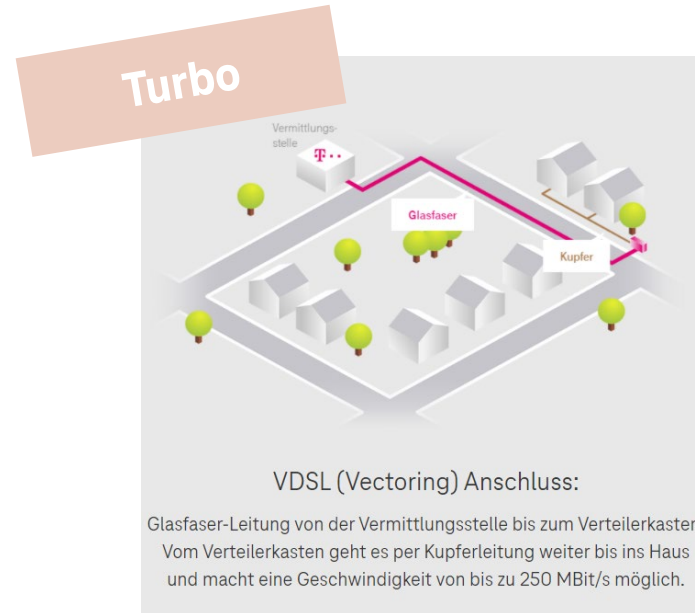 Turbo
Vermittlungs-
stelle
T··
Glasfaser
Kupfer
VDSL (Vectoring) Anschluss:
Glasfaser-Leitung von der Vermittlungsstelle bis zum Verteilerkasten
Vom Verteilerkasten geht es per Kupferleitung weiter bis ins Haus
und macht eine Geschwindigkeit von bis zu 250 MBit/s möglich.